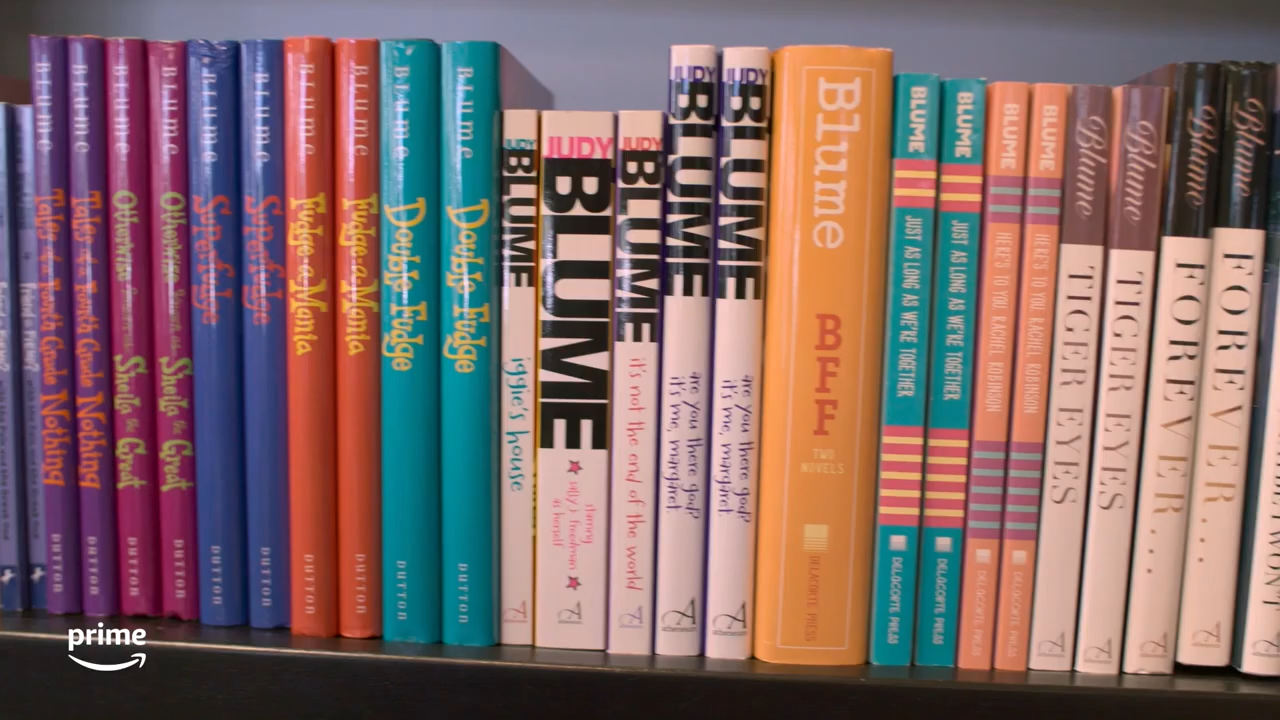 Blume Tales of a Fourth Grade Nothing DUTTON
Blume Tales of a Fourth Grade Nothing DUTTON
Blume Otherwise Known as Sheila the Great DUTTON
Blume Otherwise Known as Sheila the Great DUTTON
Blume Superfudge DUTTON
Blume Superfudge DUTTON
Blume Fudge-a-Mania DUTTON
Blume Fudge-a-Mania DUTTON
Blume Double Fudge DUTTON
Blume Double Fudge DUTTON
JUDY BLUME iggie's house
JUDY BLUME starring sally j. freedman as herself
JUDY BLUME it's not the end of the world
JUDY BLUME are you there god? it's me, margaret. atheneum
JUDY BLUME are you there god? it's me, margaret. atheneum
Blume BFF TWO NOVELS DELACORTE PRESS
BLUME JUST AS LONG AS WE'RE TOGETHER DELACORTE PRESS
BLUME JUST AS LONG AS WE'RE TOGETHER DELACORTE PRESS
BLUME HERE'S TO YOU, RACHEL ROBINSON DELACORTE PRESS
BLUME HERE'S TO YOU, RACHEL ROBINSON DELACORTE PRESS
Blume TIGER EYES
Blume TIGER EYES
Blume FOREVER...
Blume FOREVER...
prime